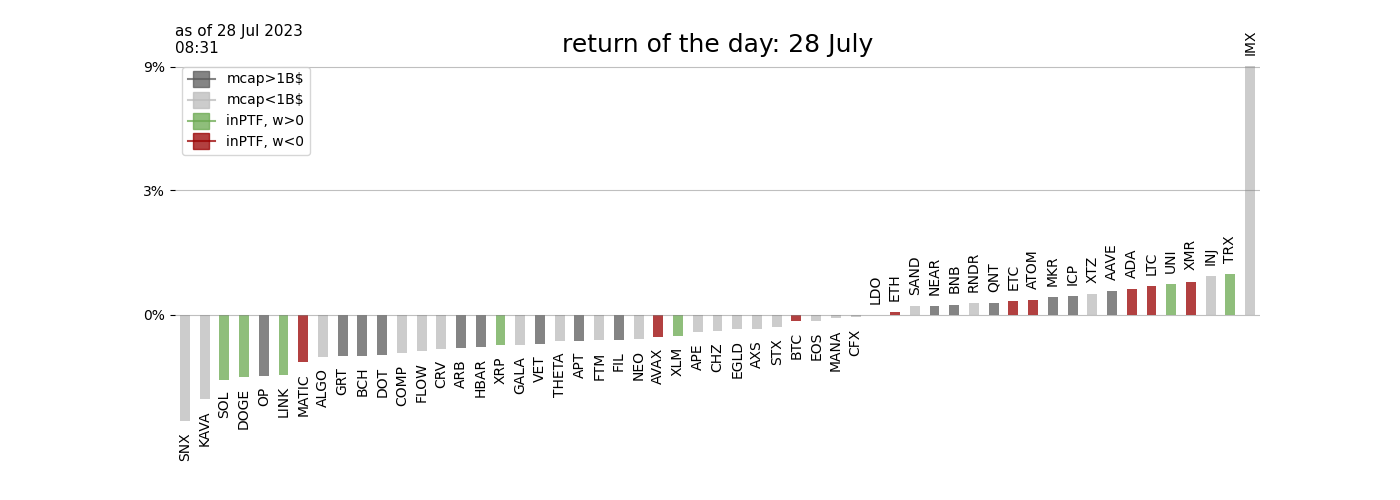 as of 28 Jul 2023
08:31
return of the day: 28 July
9%
3%
0%
mcap>1B$
mcap<1B$
inPTF, w>0
inPTF, w<0
SNX
KAVA
SOL
DOGE
OP
LINK
MATIC
ALGO
GRT
BCH
DOT
COMP
FLOW
CRV
ARB
HBAR
XRP
GALA
VET
THETA
APT
FTM
FIL
NEO
AVAX
XLM
APE
CHZ
EGLD
AXS
STX
BTC
EOS
MANA
CFX
LDO
ETH
SAND
NEAR
BNB
RNDR
QNT
ETC
ATOM
MKR
ICP
XTZ
AAVE
ADA
LTC
UNI
XMR
INJ
TRX
IMX